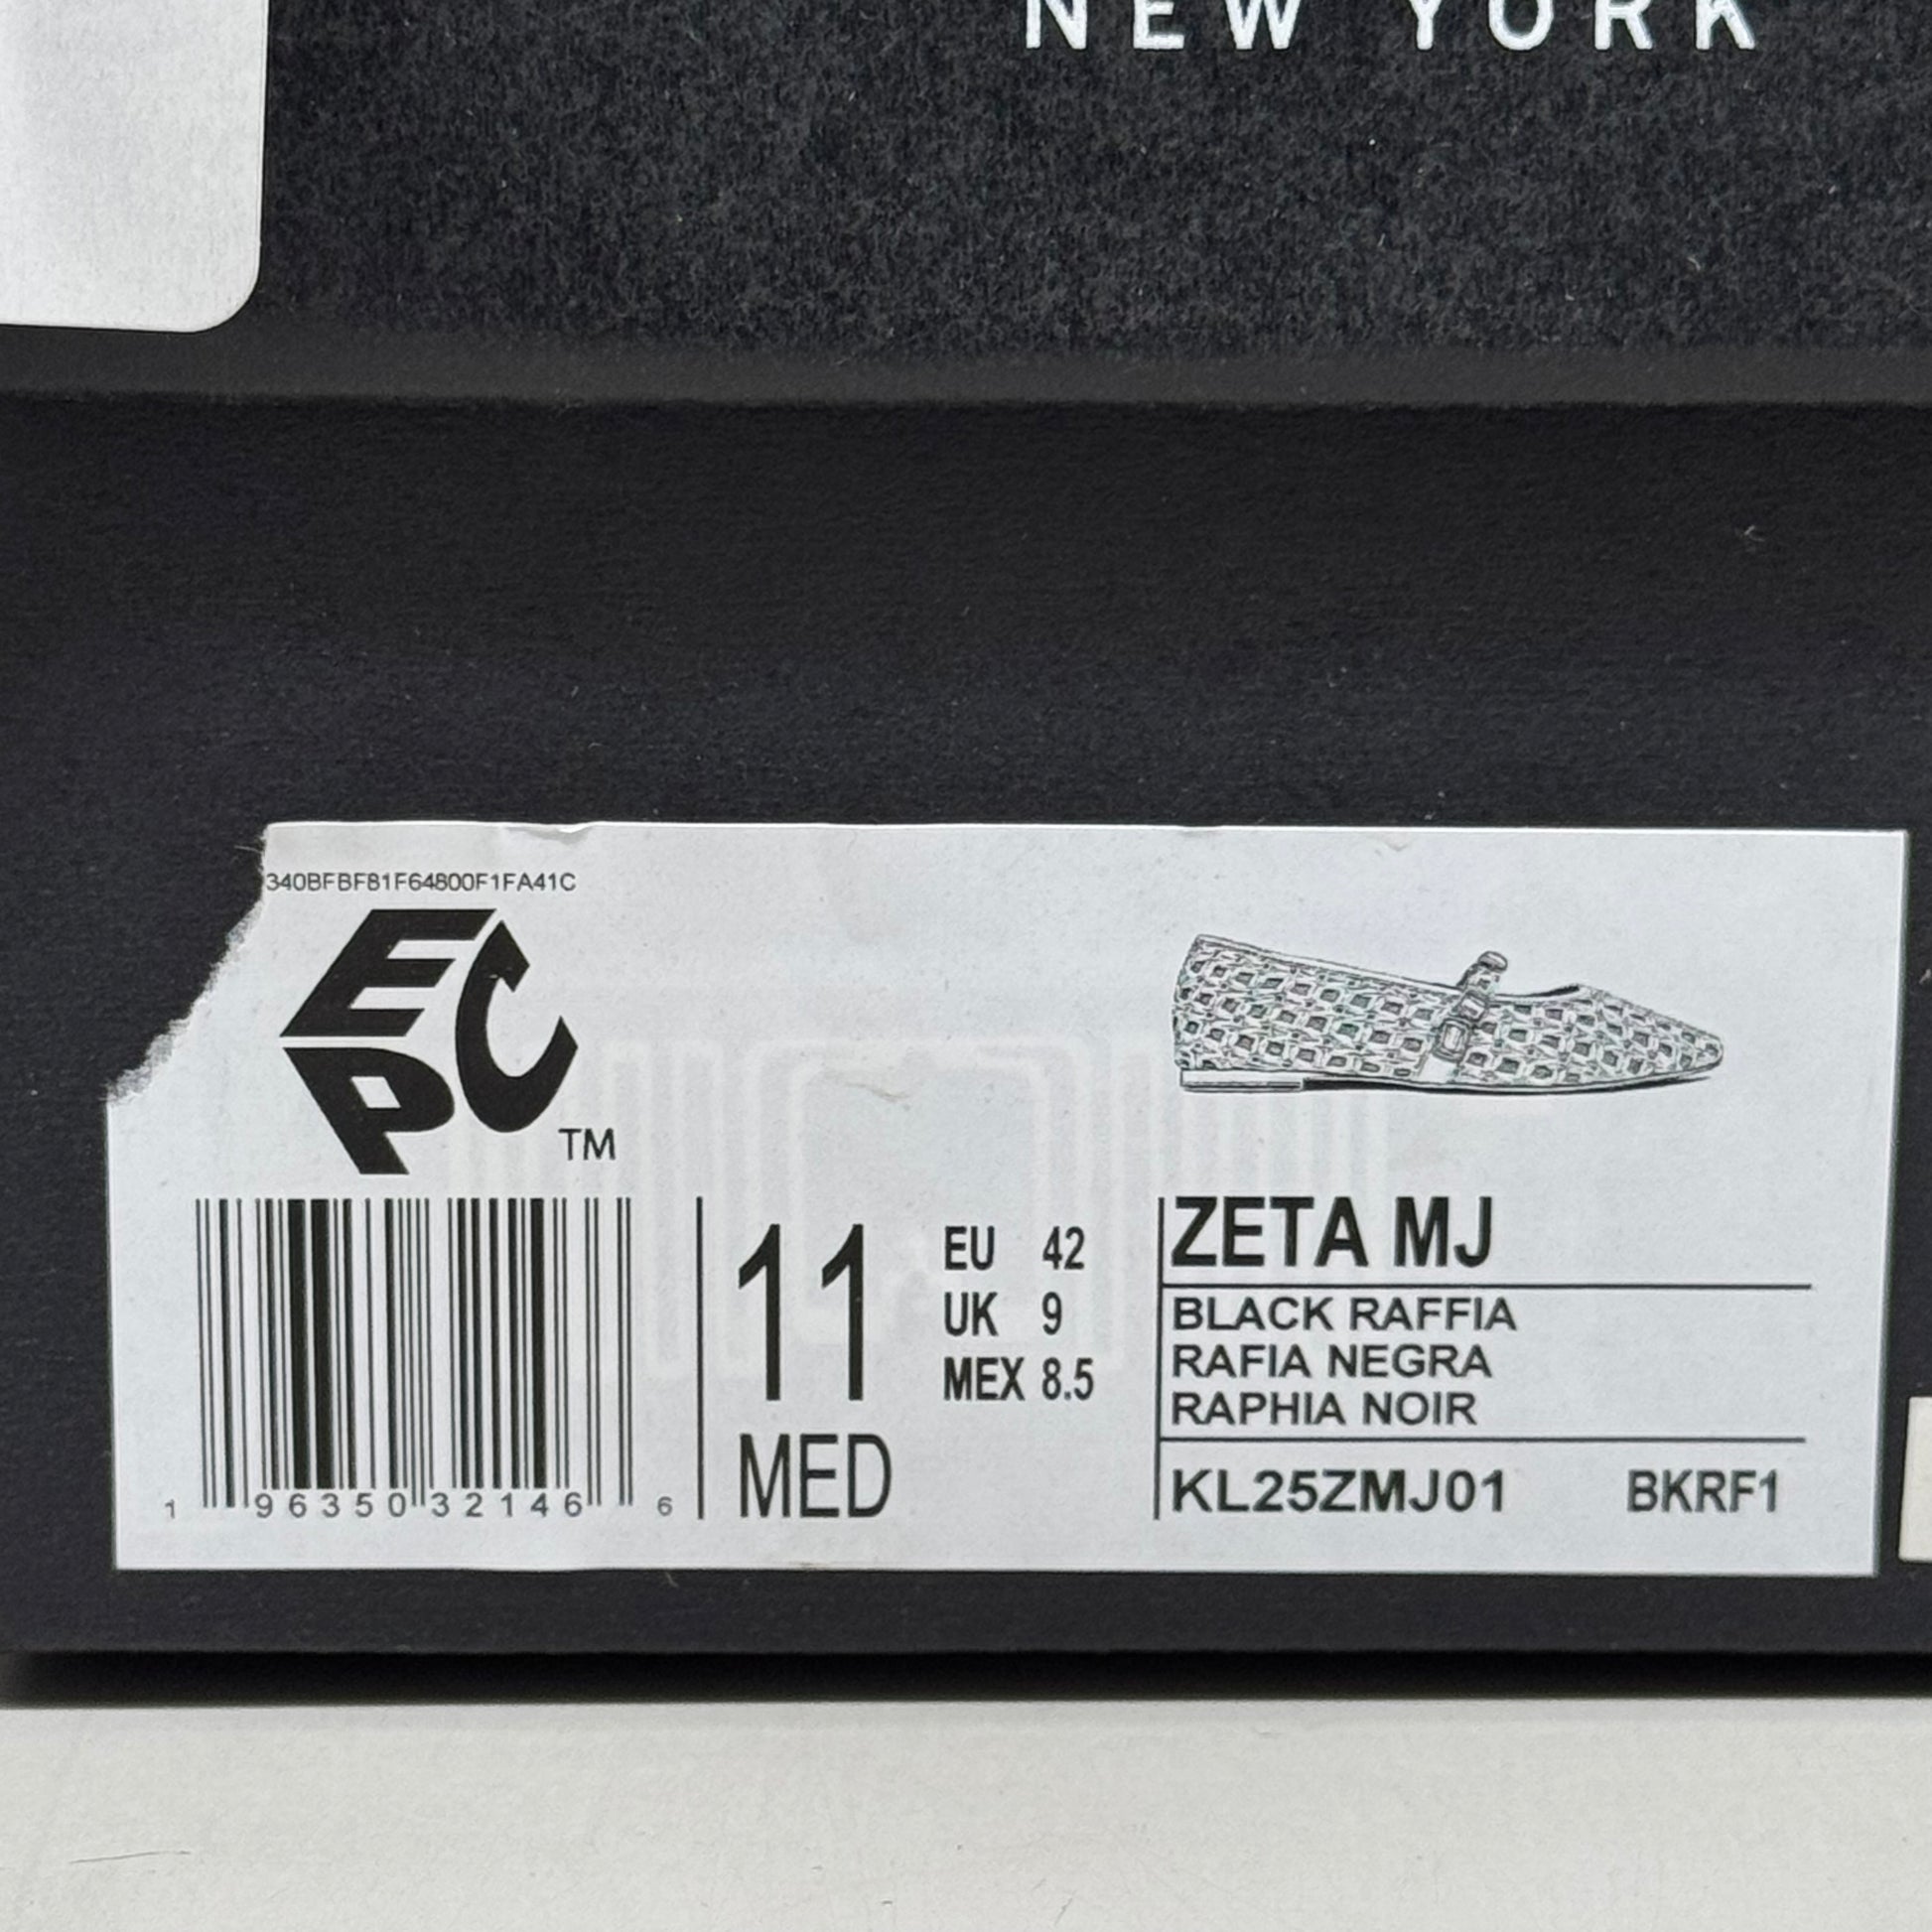 NEW YORK
340BFBF81F64800F1FA41C
EPC
TM
1 96350 32146 6
11
MED
EU 42
UK 9
MEX 8.5
ZETA MJ
BLACK RAFFIA
RAFIA NEGRA
RAPHIA NOIR
KL25ZMJ01 BKRF1